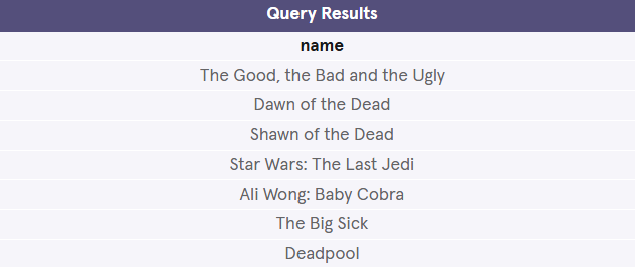 Query Results
name
The Good, the Bad and the Ugly
Dawn of the Dead
Shawn of the Dead
Star Wars: The Last Jedi
Ali Wong: Baby Cobra
The Big Sick
Deadpool